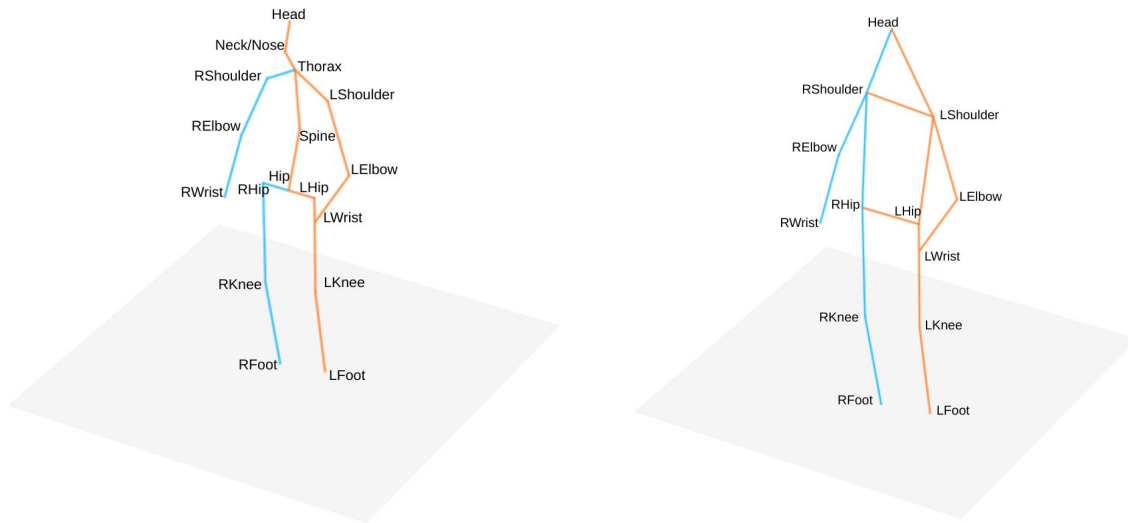 Head
Neck/Nose
Thorax
RShoulder
LShoulder
RElbow
Spine
LElbow
Hip
RHip
LHip
RWrist
LWrist
RKnee
LKnee
RFoot
LFoot
Head
RShoulder
LShoulder
RElbow
LElbow
RHip
LHip
RWrist
LWrist
RKnee
LKnee
RFoot
LFoot